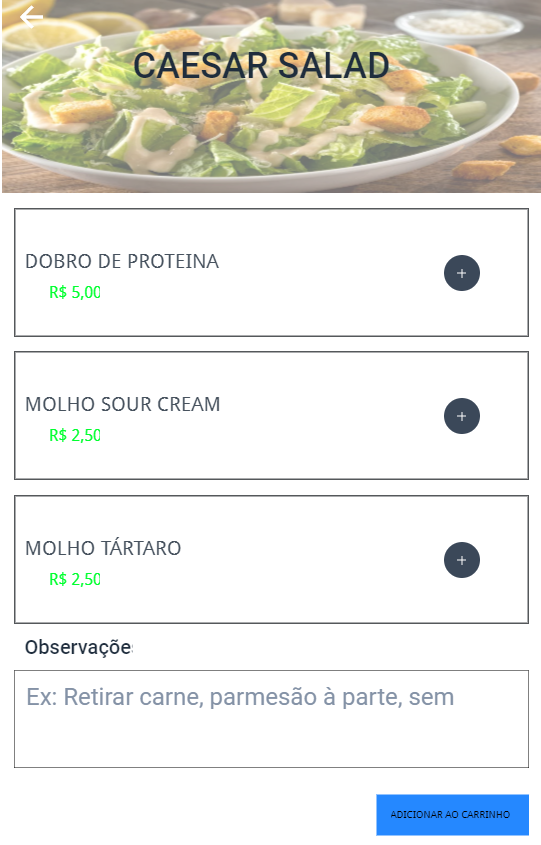 CAESAR SALAD
DOBRO DE PROTEINA
R$ 5,00
MOLHO SOUR CREAM
R$ 2,50
MOLHO TÁRTARO
R$ 2,50
Observaçõe
Ex: Retirar carne, parmesão à parte, sem
ADICIONAR AO CARRINHO